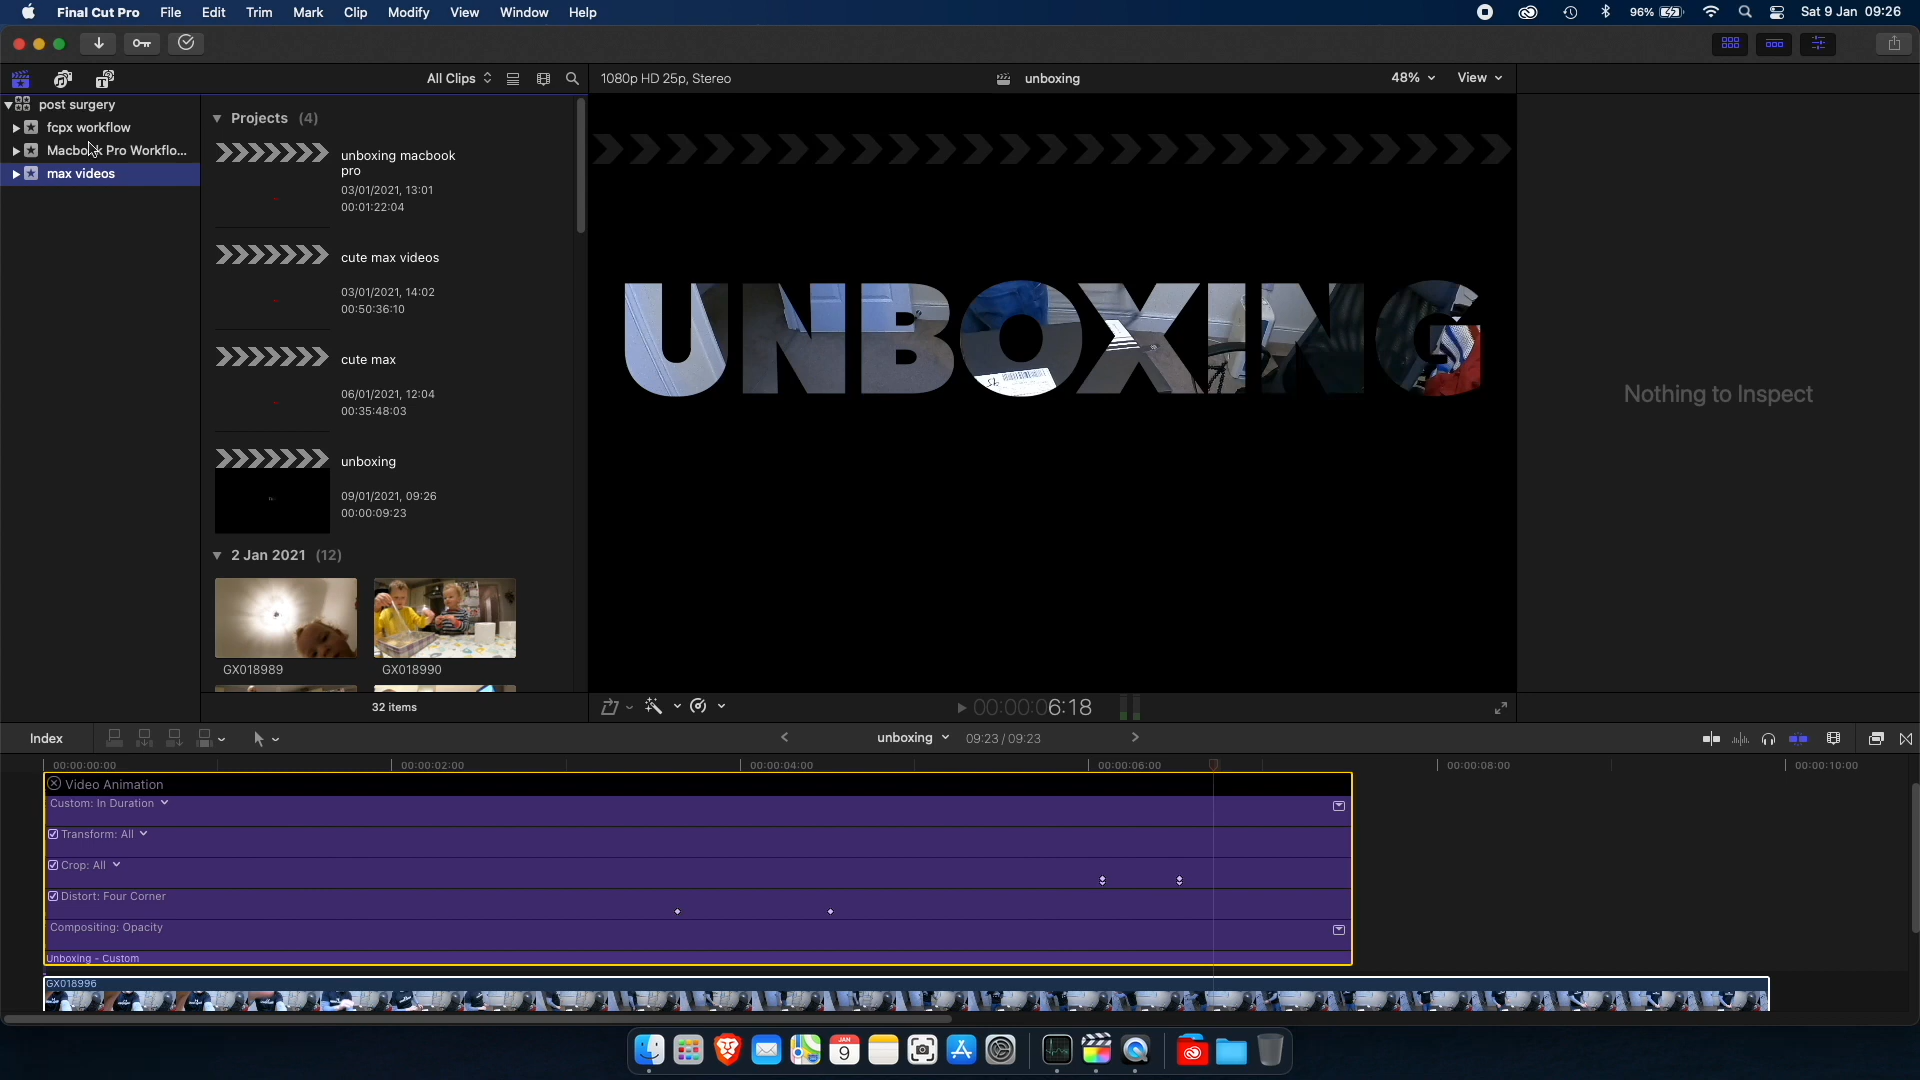 Final Cut Pro File Edit Trim Mark Clip Modify View Window Help
96% Sat 9 Jan 09:26
All Clips 1080p HD 25p, Stereo unboxing 48% View
post surgery
fcpx workflow
Macbook Pro Workflo...
max videos
Projects (4)
unboxing macbook
pro
03/01/2021, 13:01
00:01:22:04
cute max videos
03/01/2021, 14:02
00:50:36:10
cute max
06/01/2021, 12:04
00:35:48:03
unboxing
09/01/2021, 09:26
00:00:09:23
2 Jan 2021 (12)
GX018989 GX018990
32 items
UNBOXING
Nothing to Inspect
00:00:06:18
Index unboxing 09:23 / 09:23
00:00:00:00 00:00:02:00 00:00:04:00 00:00:06:00 00:00:08:00 00:00:10:00
Video Animation
Custom: In Duration
Transform: All
Crop: All
Distort: Four Corner
Compositing: Opacity
Unboxing - Custom
GX018996
JAN
9